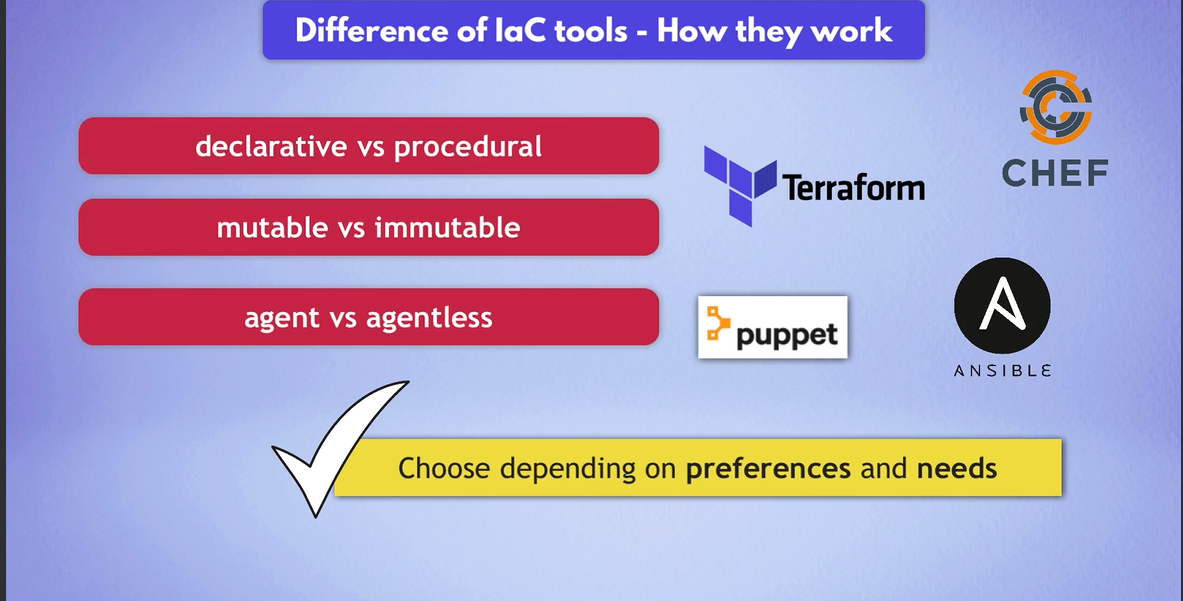 Difference of IaC tools - How they work
declarative vs procedural
mutable vs immutable
agent vs agentless
Terraform
CHEF
puppet
ANSIBLE
Choose depending on preferences and needs